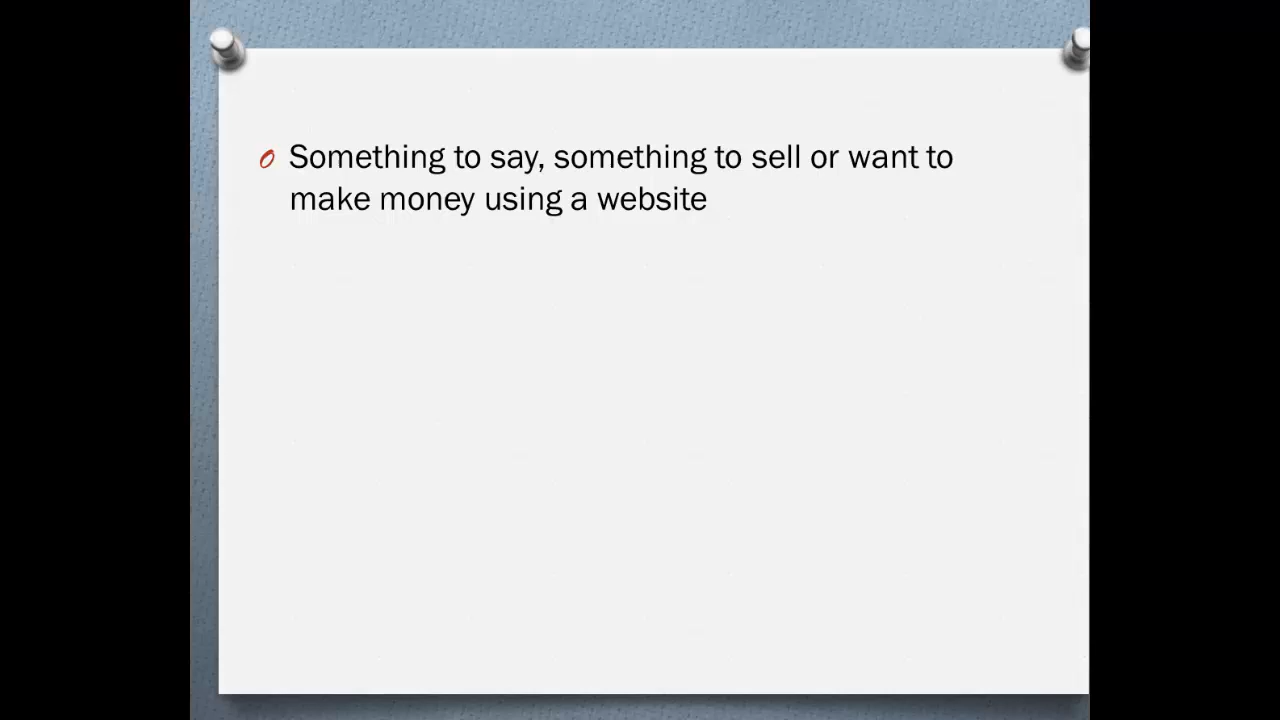 Something to say, something to sell or want to
make money using a website